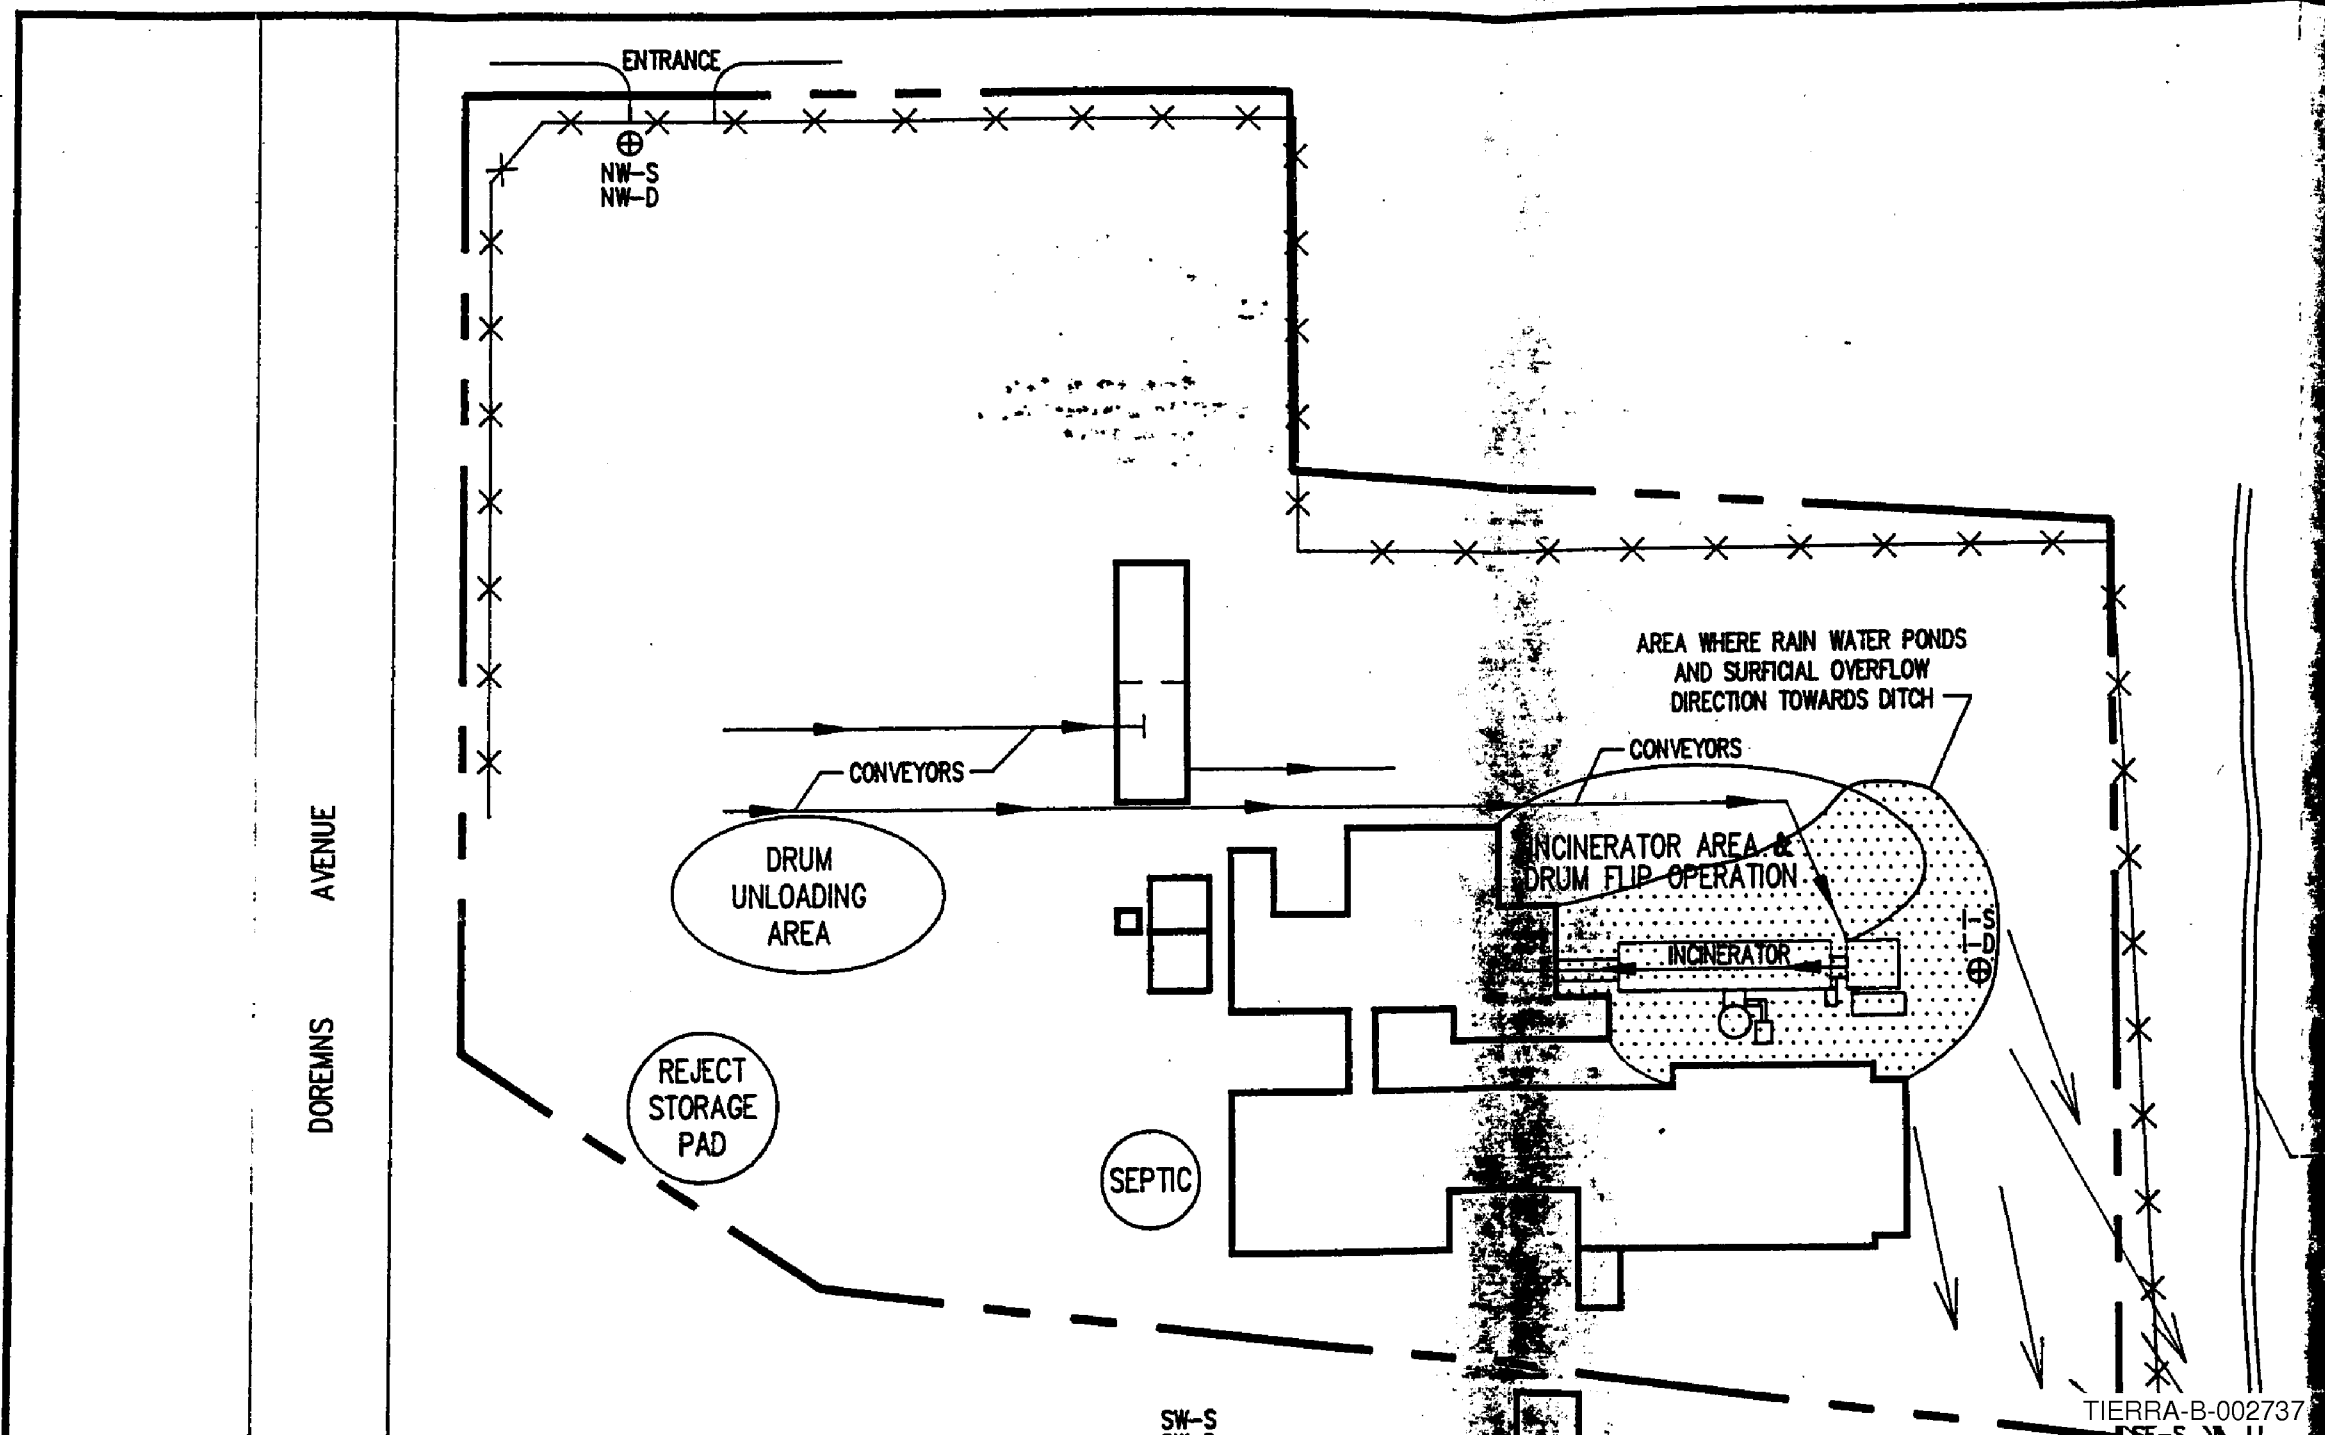 ENTRANCE
NW-S
NW-D
AREA WHERE RAIN WATER PONDS
AND SURFICIAL OVERFLOW
DIRECTION TOWARDS DITCH
CONVEYORS
CONVEYORS
DRUM
UNLOADING
AREA
INCINERATOR AREA &
DRUM FLIP OPERATION
I-S
I-D
INCINERATOR
DOREMNS AVENUE
REJECT
STORAGE
PAD
SEPTIC
SW-S
TIERRA-B-002737